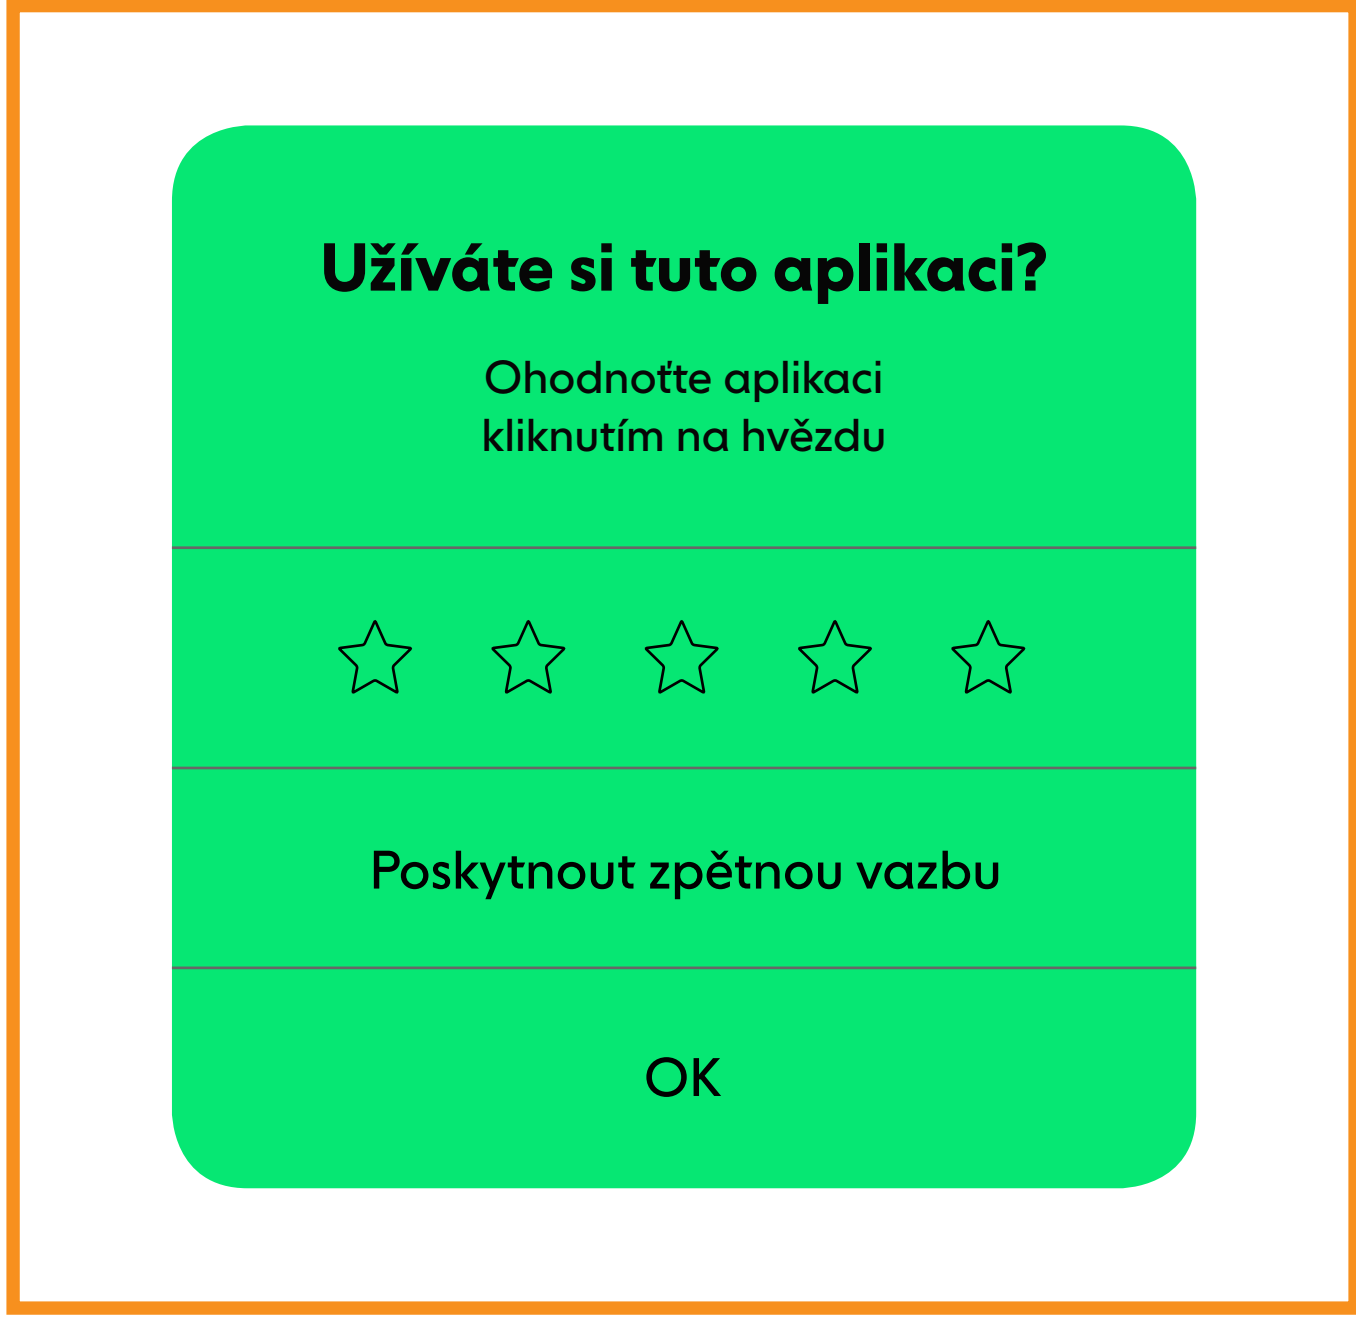 Užíváte si tuto aplikaci?
Ohodnoťte aplikaci
kliknutím na hvězdu
Poskytnout zpětnou vazbu
OK